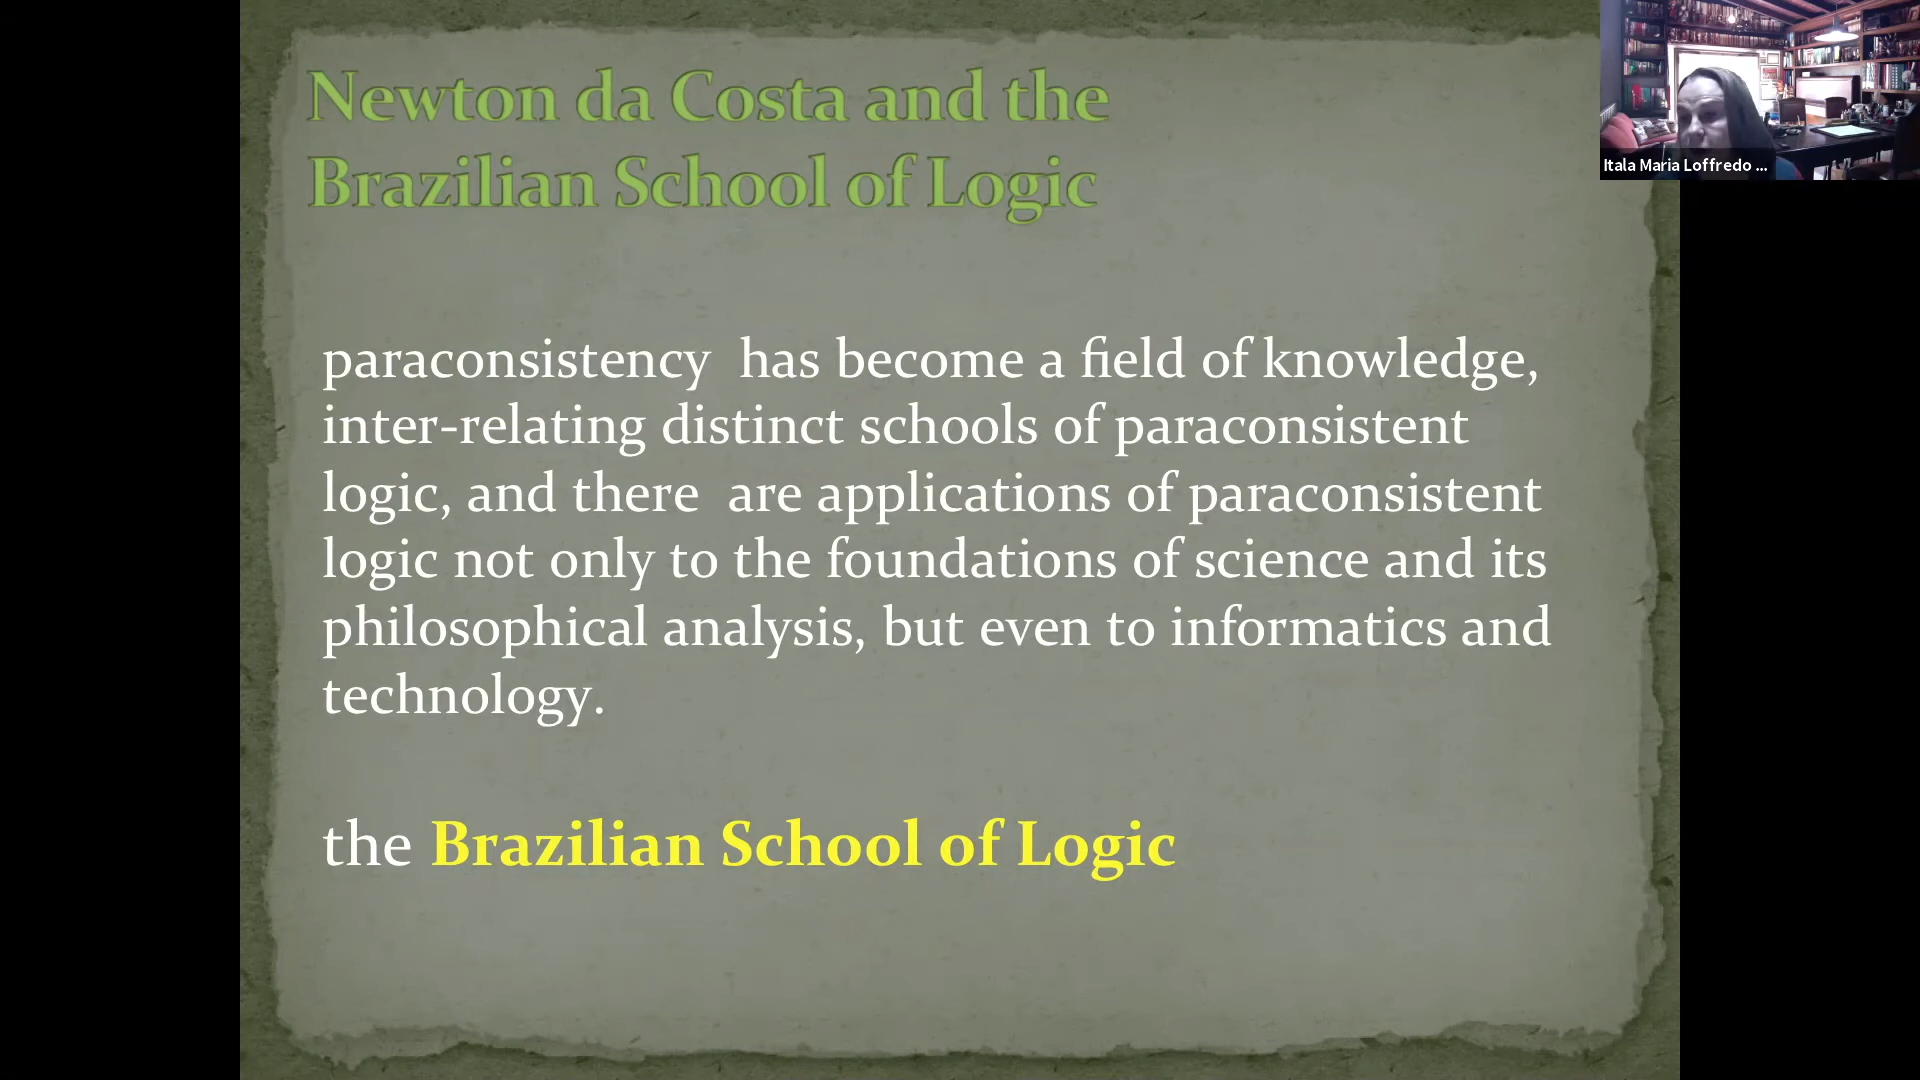 Newton da Costa and the
Brazilian School of Logic
Itala Maria Loffredo ...
paraconsistency has become a field of knowledge,
inter-relating distinct schools of paraconsistent
logic, and there are applications of paraconsistent
logic not only to the foundations of science and its
philosophical analysis, but even to informatics and
technology.
the Brazilian School of Logic